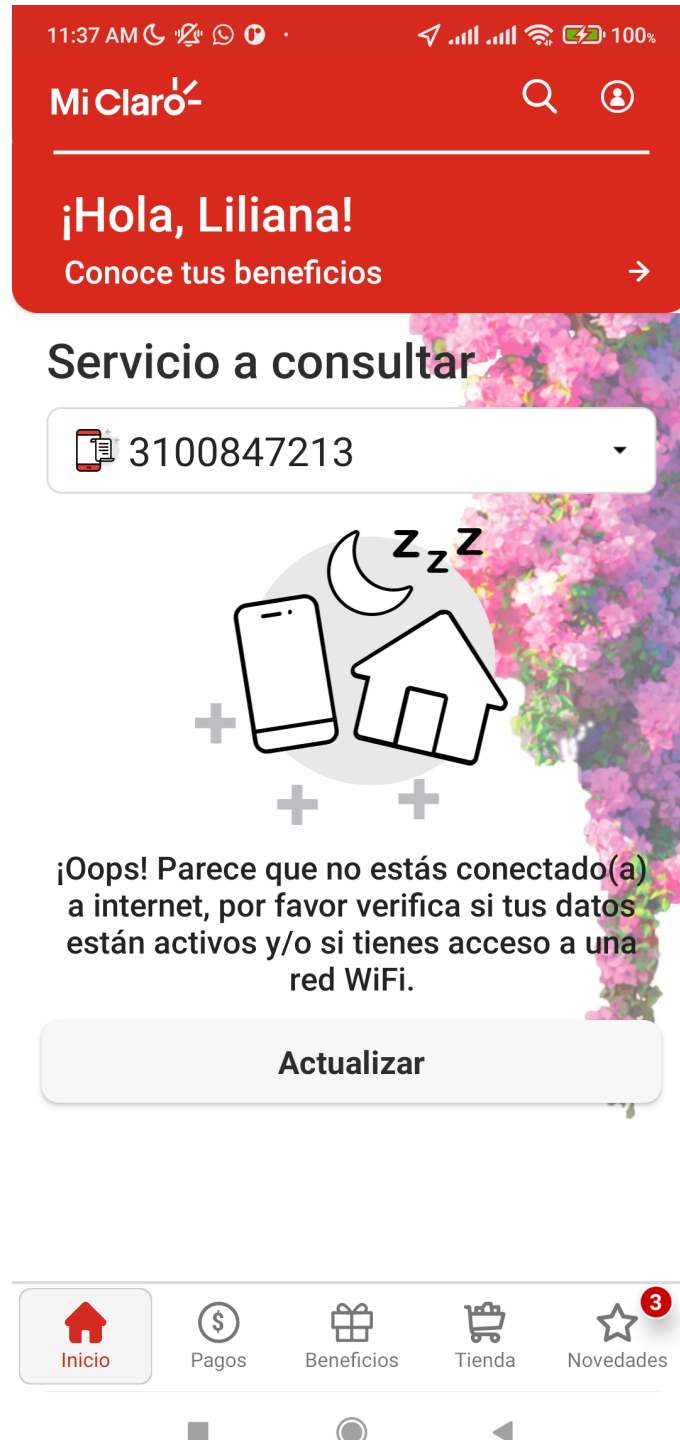 11:37 AM 100%
Mi Claro
¡Hola, Liliana!
Conoce tus beneficios
Servicio a consultar
3100847213
z z z
¡Oops! Parece que no estás conectado(a)
a internet, por favor verifica si tus datos
están activos y/o si tienes acceso a una
red WiFi.
Actualizar
3
Inicio Pagos Beneficios Tienda Novedades